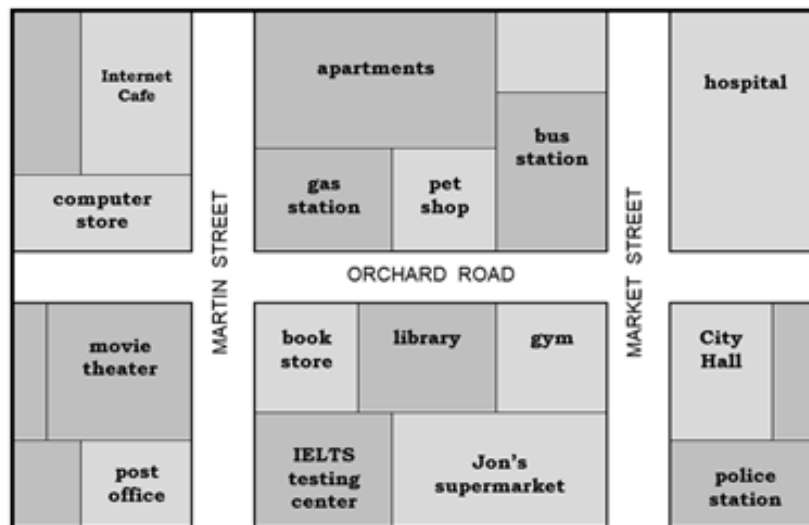 Internet
Cafe
computer
store
apartments
gas
station
pet
shop
bus
station
hospital
MARTIN STREET
ORCHARD ROAD
MARKET STREET
movie
theater
post
office
book
store
library
gym
IELTS
testing
center
Jon's
supermarket
City
Hall
police
station